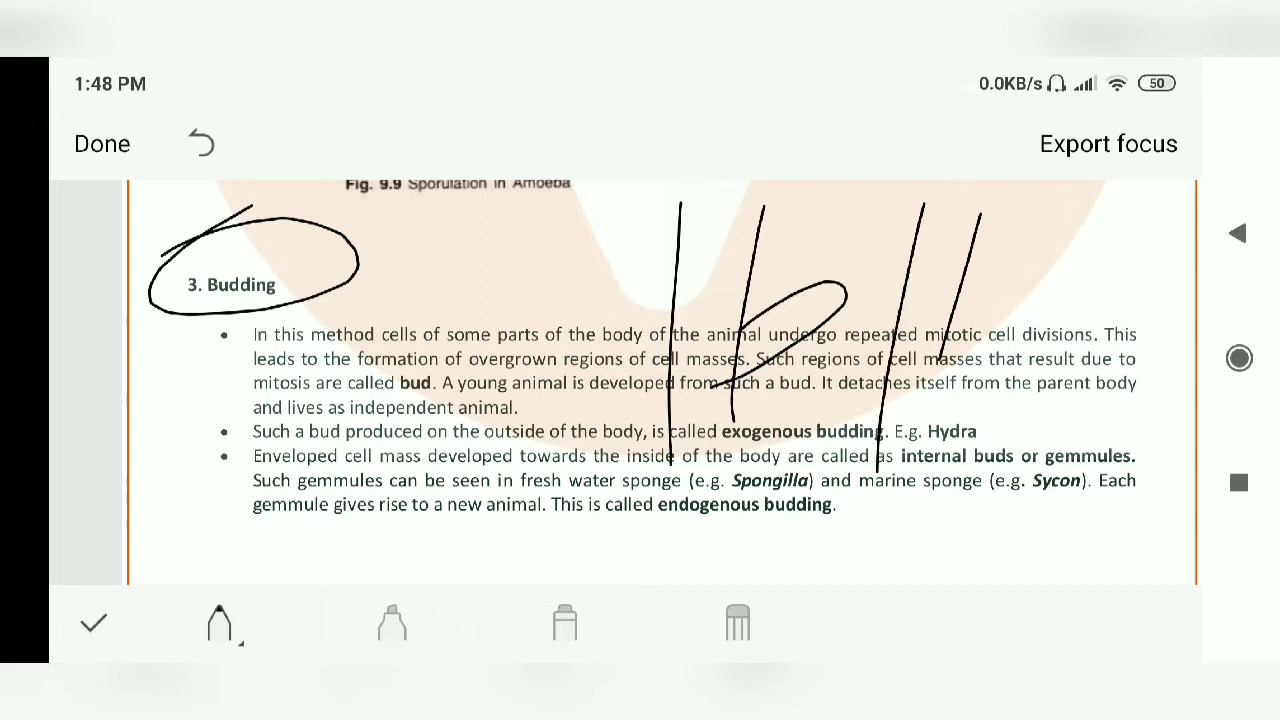 1:48 PM
0.0KB/s
50
Done
Export focus
Fig. 9.9 Sporulation in Amoeba
3. Budding
• In this method cells of some parts of the body of the animal undergo repeated mitotic cell divisions. This
leads to the formation of overgrown regions of cell masses. Such regions of cell masses that result due to
mitosis are called bud. A young animal is developed from such a bud. It detaches itself from the parent body
and lives as independent animal.
• Such a bud produced on the outside of the body, is called exogenous budding. E.g. Hydra
• Enveloped cell mass developed towards the inside of the body are called as internal buds or gemmules.
Such gemmules can be seen in fresh water sponge (e.g. Spongilla) and marine sponge (e.g. Sycon). Each
gemmule gives rise to a new animal. This is called endogenous budding.